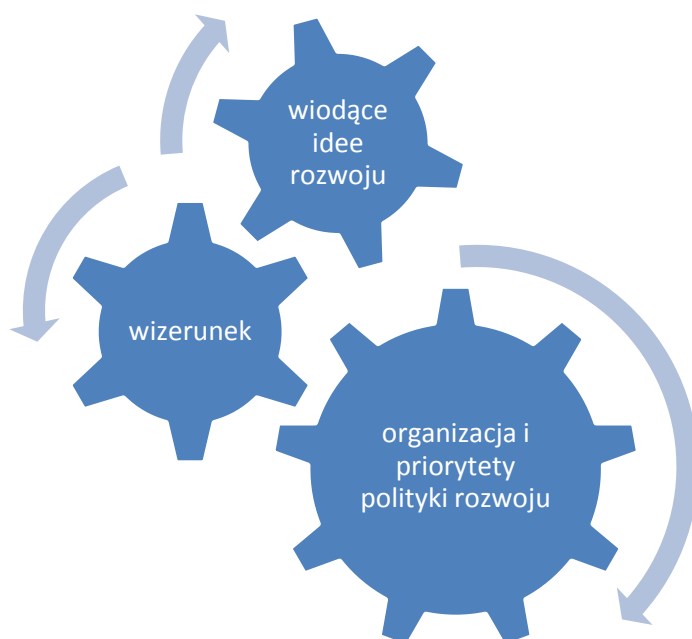 wiodące
idee
rozwoju
wizerunek
organizacja i
priorytety
polityki rozwoju